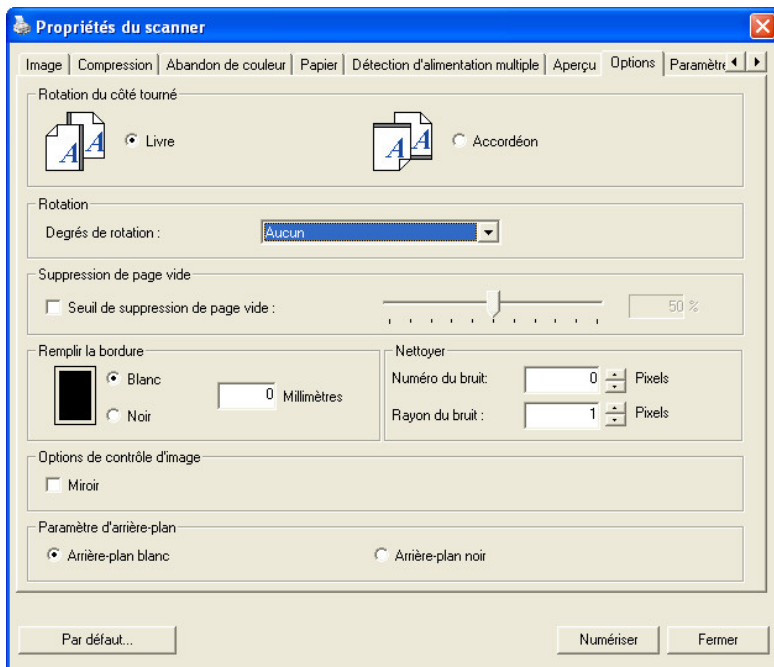 Propriétés du scanner
Image Compression Abandon de couleur Papier Détection d'alimentation multiple Aperçu Options Paramètre
Rotation du côté tourné
A A Livre A A Accordéon
Rotation
Degrés de rotation : Aucun
Suppression de page vide
Seuil de suppression de page vide : 50 %
Remplir la bordure
Blanc
0 Millimètres
Noir
Nettoyer
Numéro du bruit: 0 Pixels
Rayon du bruit : 1 Pixels
Options de contrôle d'image
Miroir
Paramètre d'arrière-plan
Arrière-plan blanc Arrière-plan noir
Par défaut... Numériser Fermer